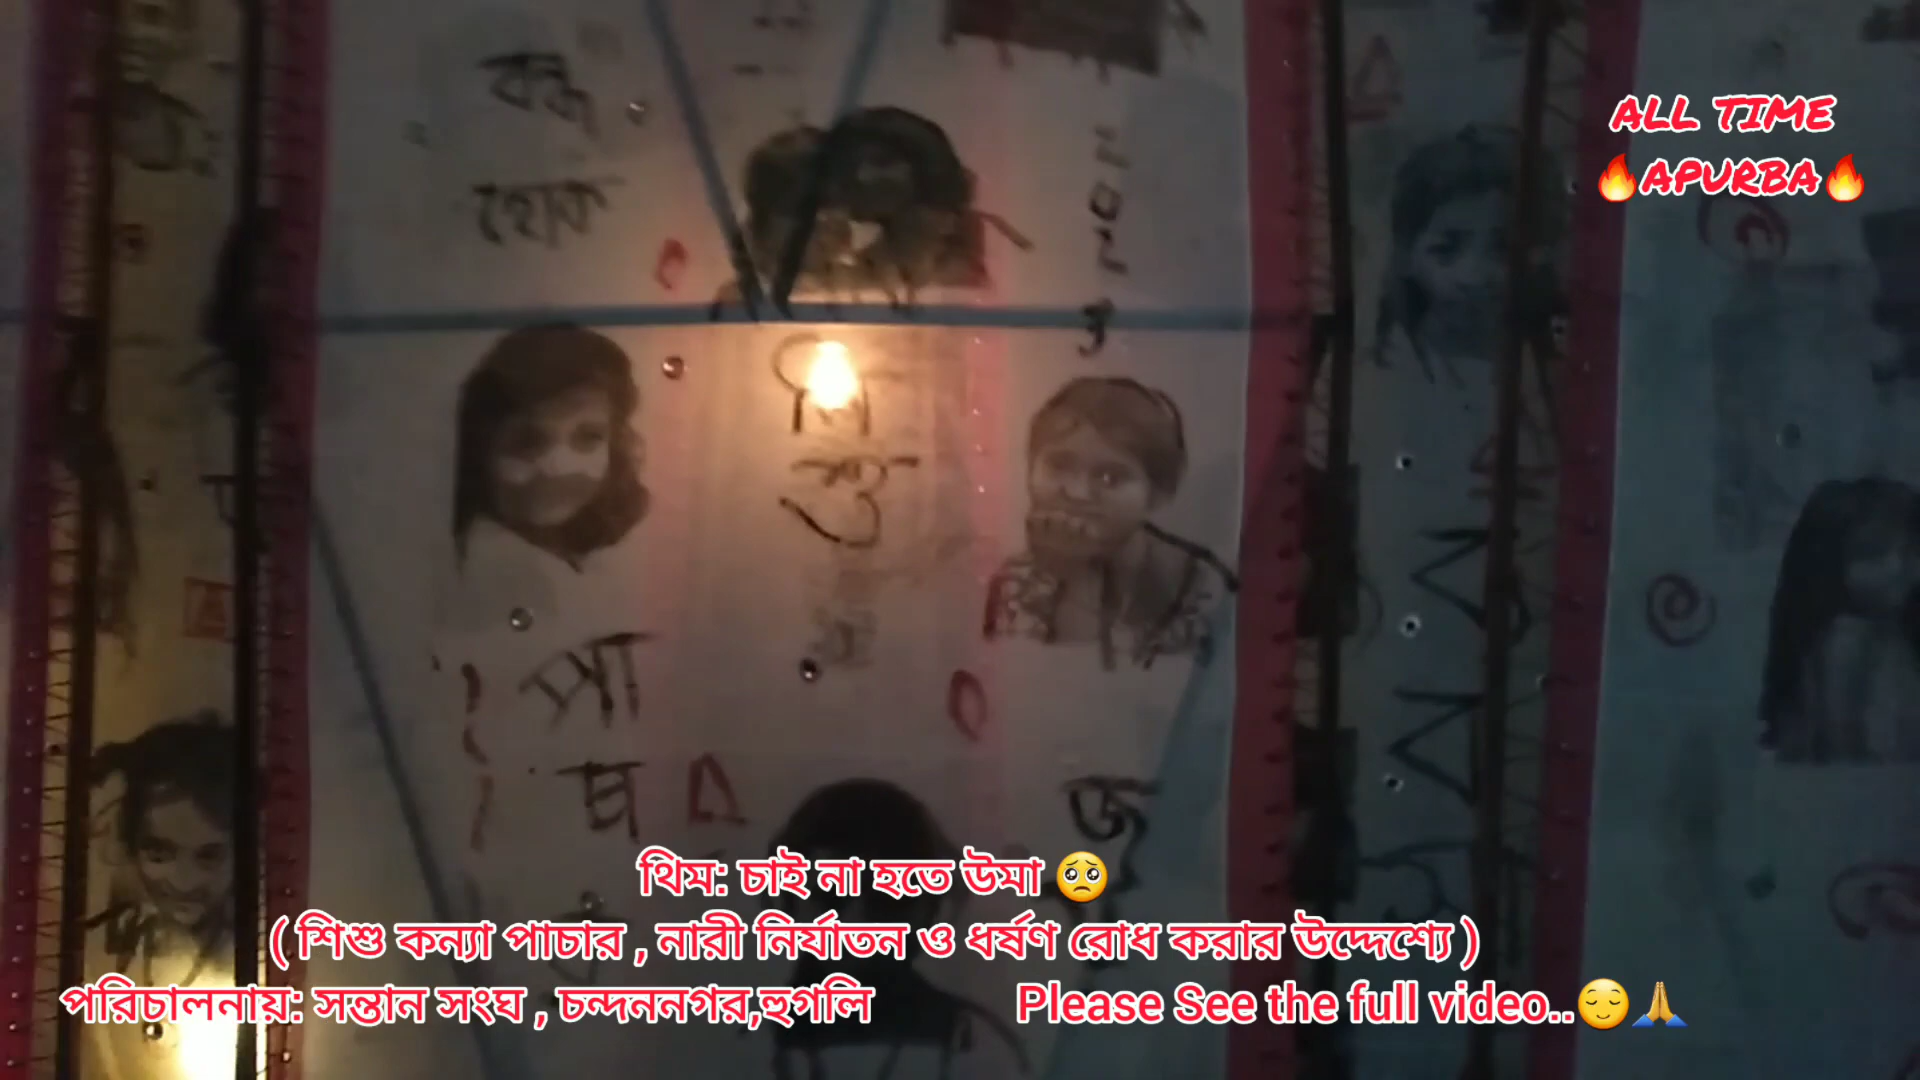 ALL TIME
🔥APURBA🔥
বন্ধ
হোক
থিম: চাই না হতে উমা 🥺
( শিশু কন্যা পাচার , নারী নির্যাতন ও ধর্ষণ রোধ করার উদ্দেশ্যে )
পরিচালনায়: সন্তান সংঘ , চন্দননগর,হুগলি Please See the full video..😌🙏